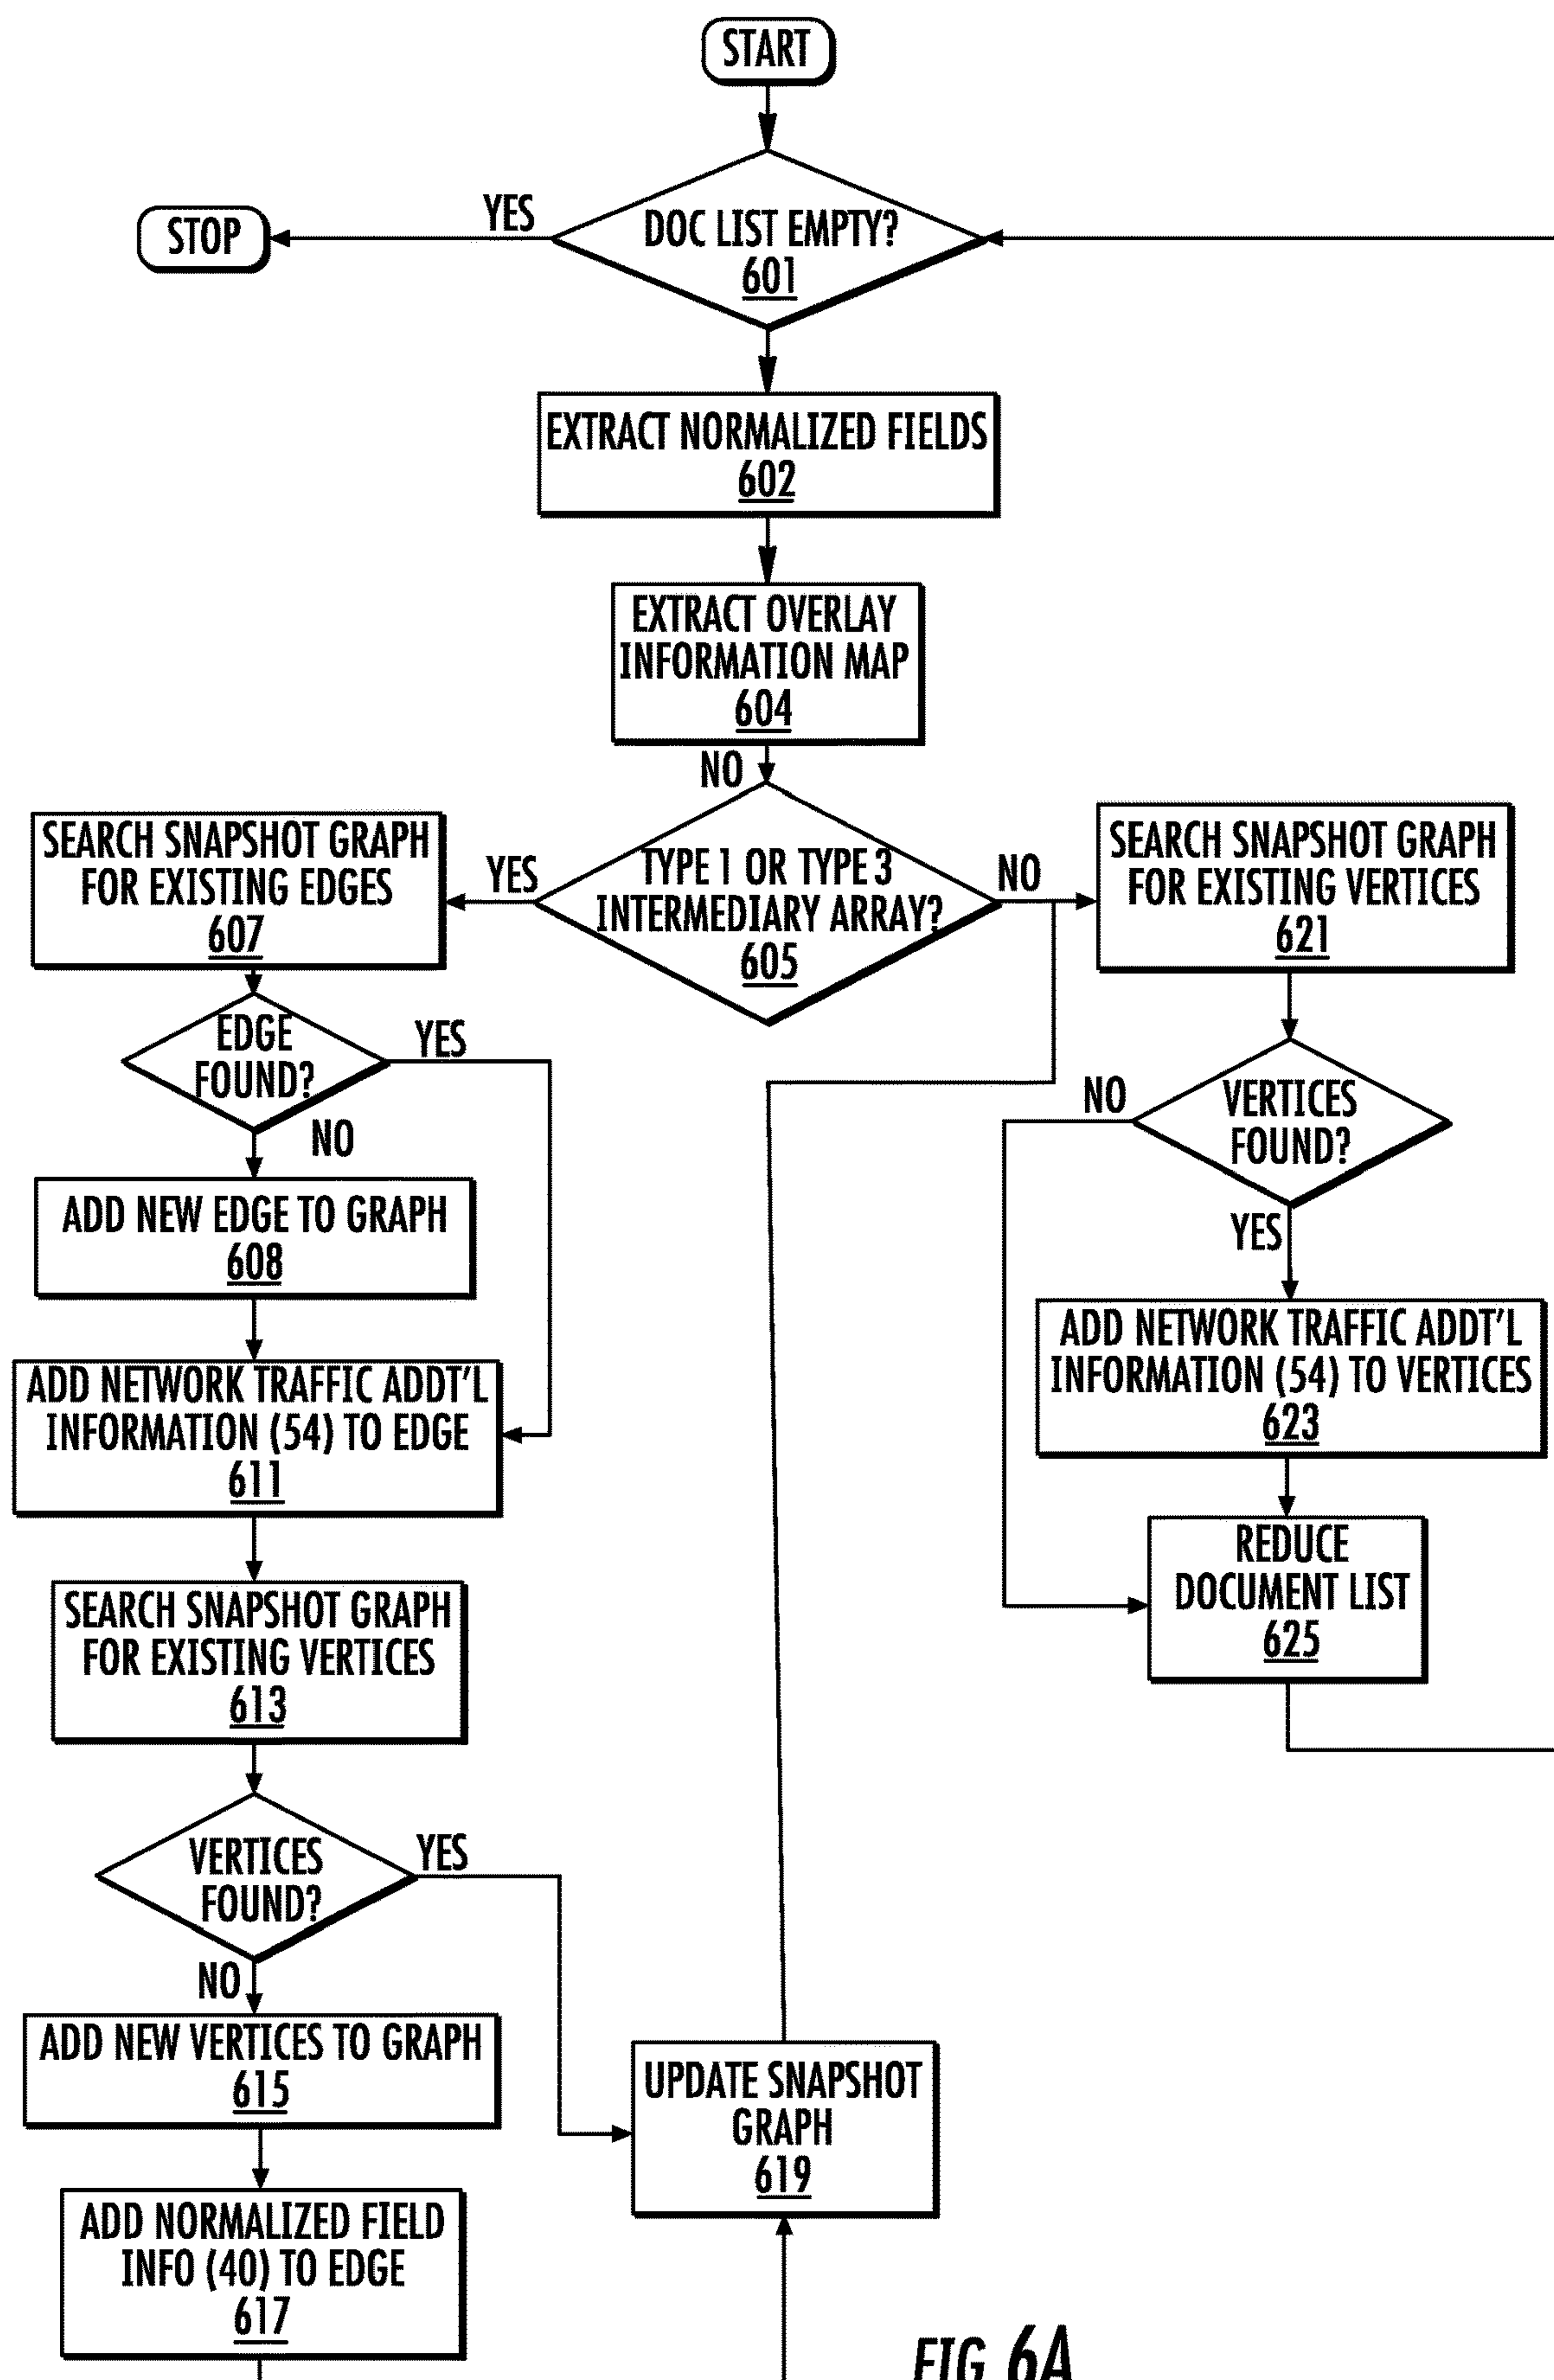 START
YES
STOP
DOC LIST EMPTY?
601
EXTRACT NORMALIZED FIELDS
602
EXTRACT OVERLAY
INFORMATION MAP
604
NO
TYPE 1 OR TYPE 3
INTERMEDIARY ARRAY?
605
YES
NO
SEARCH SNAPSHOT GRAPH
FOR EXISTING EDGES
607
EDGE
FOUND?
YES
NO
ADD NEW EDGE TO GRAPH
608
ADD NETWORK TRAFFIC ADDT'L
INFORMATION (54) TO EDGE
611
SEARCH SNAPSHOT GRAPH
FOR EXISTING VERTICES
613
VERTICES
FOUND?
YES
NO
ADD NEW VERTICES TO GRAPH
615
ADD NORMALIZED FIELD
INFO (40) TO EDGE
617
UPDATE SNAPSHOT
GRAPH
619
SEARCH SNAPSHOT GRAPH
FOR EXISTING VERTICES
621
VERTICES
FOUND?
NO
YES
ADD NETWORK TRAFFIC ADDT'L
INFORMATION (54) TO VERTICES
623
REDUCE
DOCUMENT LIST
625
FIG 6A